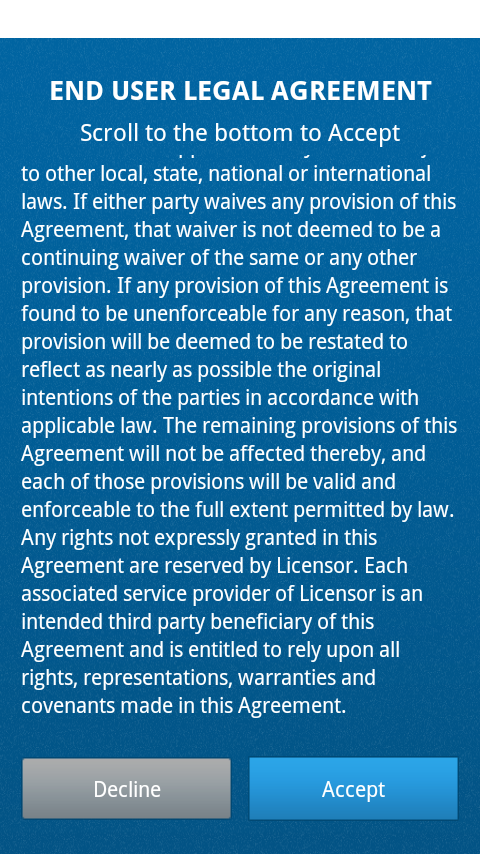 END USER LEGAL AGREEMENT
Scroll to the bottom to Accept
to other local, state, national or international
laws. If either party waives any provision of this
Agreement, that waiver is not deemed to be a
continuing waiver of the same or any other
provision. If any provision of this Agreement is
found to be unenforceable for any reason, that
provision will be deemed to be restated to
reflect as nearly as possible the original
intentions of the parties in accordance with
applicable law. The remaining provisions of this
Agreement will not be affected thereby, and
each of those provisions will be valid and
enforceable to the full extent permitted by law.
Any rights not expressly granted in this
Agreement are reserved by Licensor. Each
associated service provider of Licensor is an
intended third party beneficiary of this
Agreement and is entitled to rely upon all
rights, representations, warranties and
covenants made in this Agreement.
Decline
Accept